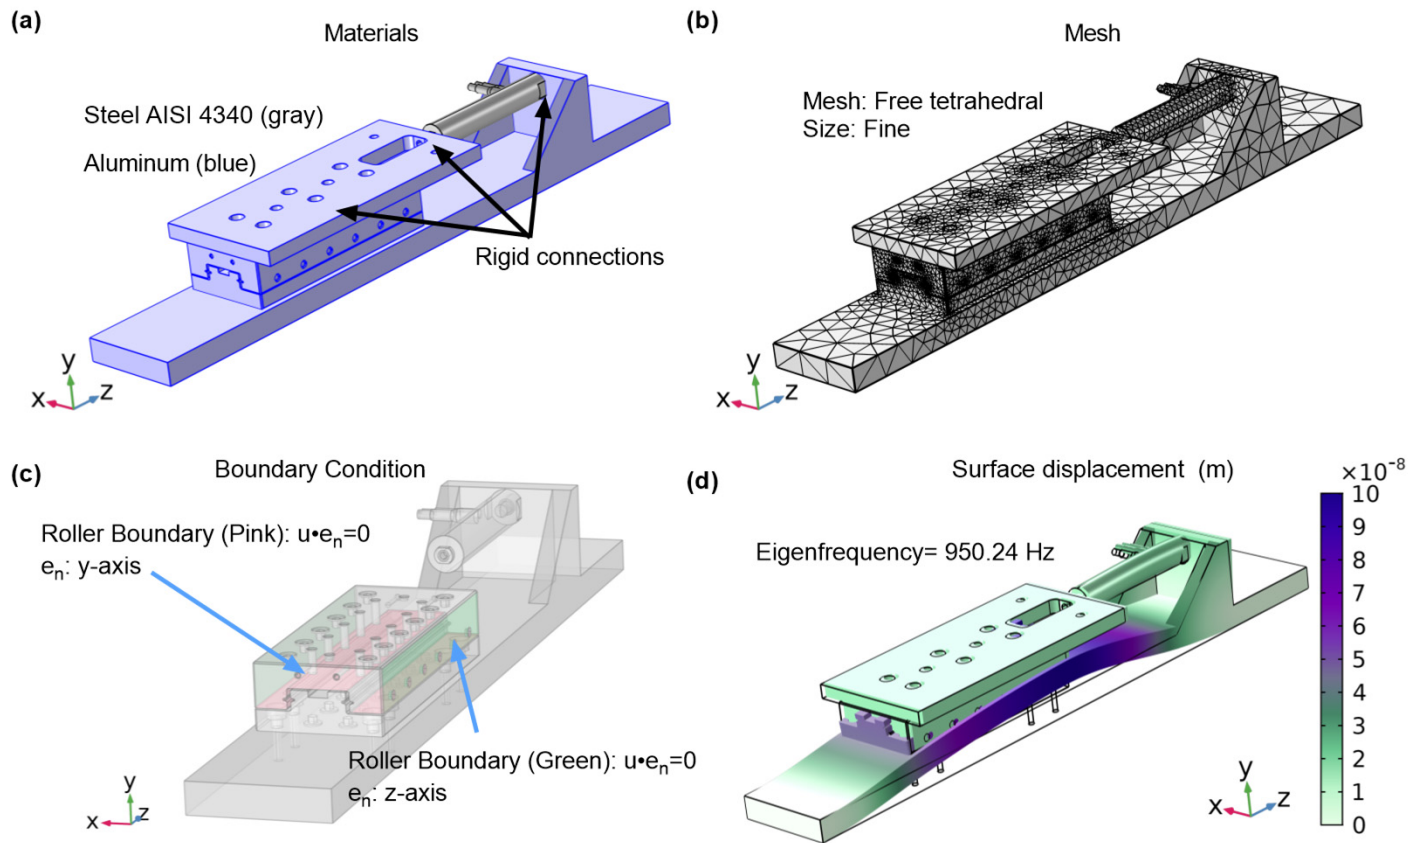 (a)
Materials
Steel AISI 4340 (gray)
Aluminum (blue)
Rigid connections
y
x
z
(b)
Mesh
Mesh: Free tetrahedral
Size: Fine
y
x
z
(c)
Boundary Condition
Roller Boundary (Pink): u•eₙ=0
eₙ: y-axis
Roller Boundary (Green): u•eₙ=0
eₙ: z-axis
y
x
z
(d)
Surface displacement (m)
Eigenfrequency= 950.24 Hz
×10⁻⁸
10
9
8
7
6
5
4
3
2
1
0
y
x
z